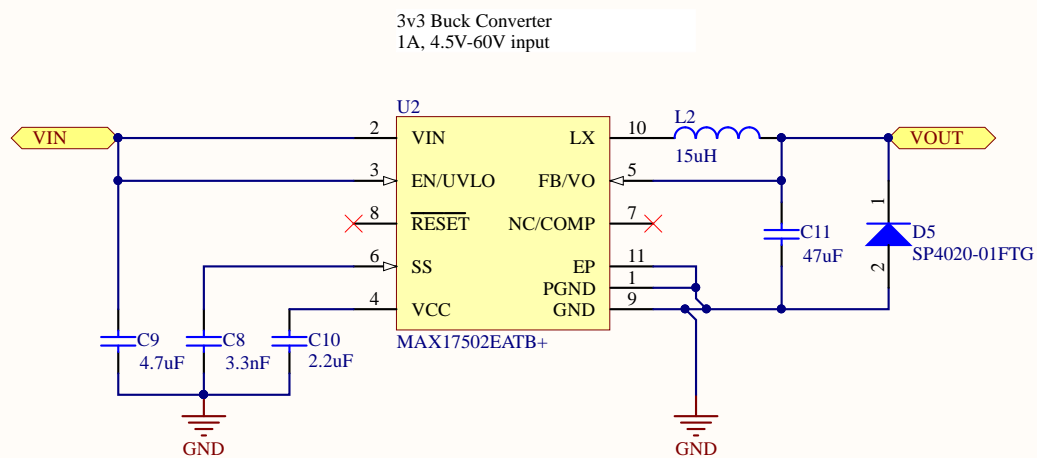 3v3 Buck Converter
1A, 4.5V-60V input
U2
VIN
2
VIN
LX
10
L2
15uH
VOUT
3
EN/UVLO
FB/VO
5
8
RESET
NC/COMP
7
1
C11
47uF
D5
SP4020-01FTG
2
6
SS
EP
11
PGND
1
4
VCC
GND
9
MAX17502EATB+
C9
4.7uF
C8
3.3nF
C10
2.2uF
GND
GND